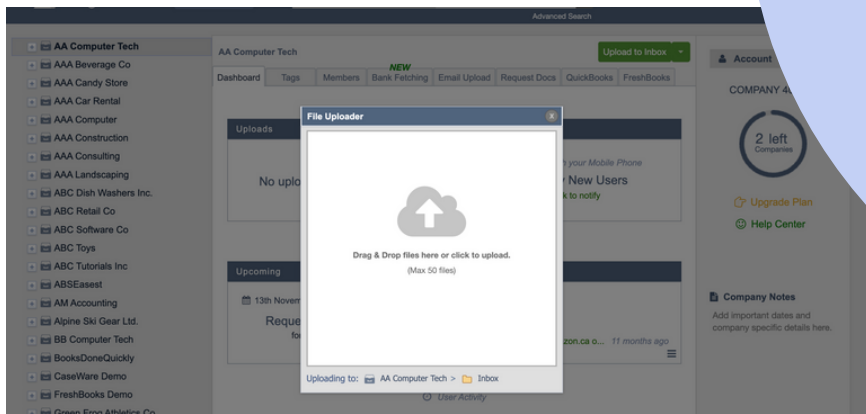 Advanced Search
AA Computer Tech
AAA Beverage Co
AAA Candy Store
AAA Car Rental
AAA Computer
AAA Construction
AAA Consulting
AAA Landscaping
ABC Dish Washers Inc.
ABC Retail Co
ABC Software Co
ABC Toys
ABC Tutorials Inc
ABSEasest
AM Accounting
Alpine Ski Gear Ltd.
BB Computer Tech
BooksDoneQuickly
CaseWare Demo
FreshBooks Demo
Green Frog Athletics Co
AA Computer Tech
Upload to Inbox
NEW
Dashboard Tags Members Bank Fetching Email Upload Request Docs QuickBooks FreshBooks
Uploads
No uplo
your Mobile Phone
New Users
k to notify
Upcoming
13th Novem
Reque
fo
zon.ca o... 11 months ago
User Activity
File Uploader
Drag & Drop files here or click to upload.
(Max 50 files)
Uploading to: AA Computer Tech > Inbox
Account
COMPANY
2 left
Companies
Upgrade Plan
Help Center
Company Notes
Add important dates and
company specific details here.